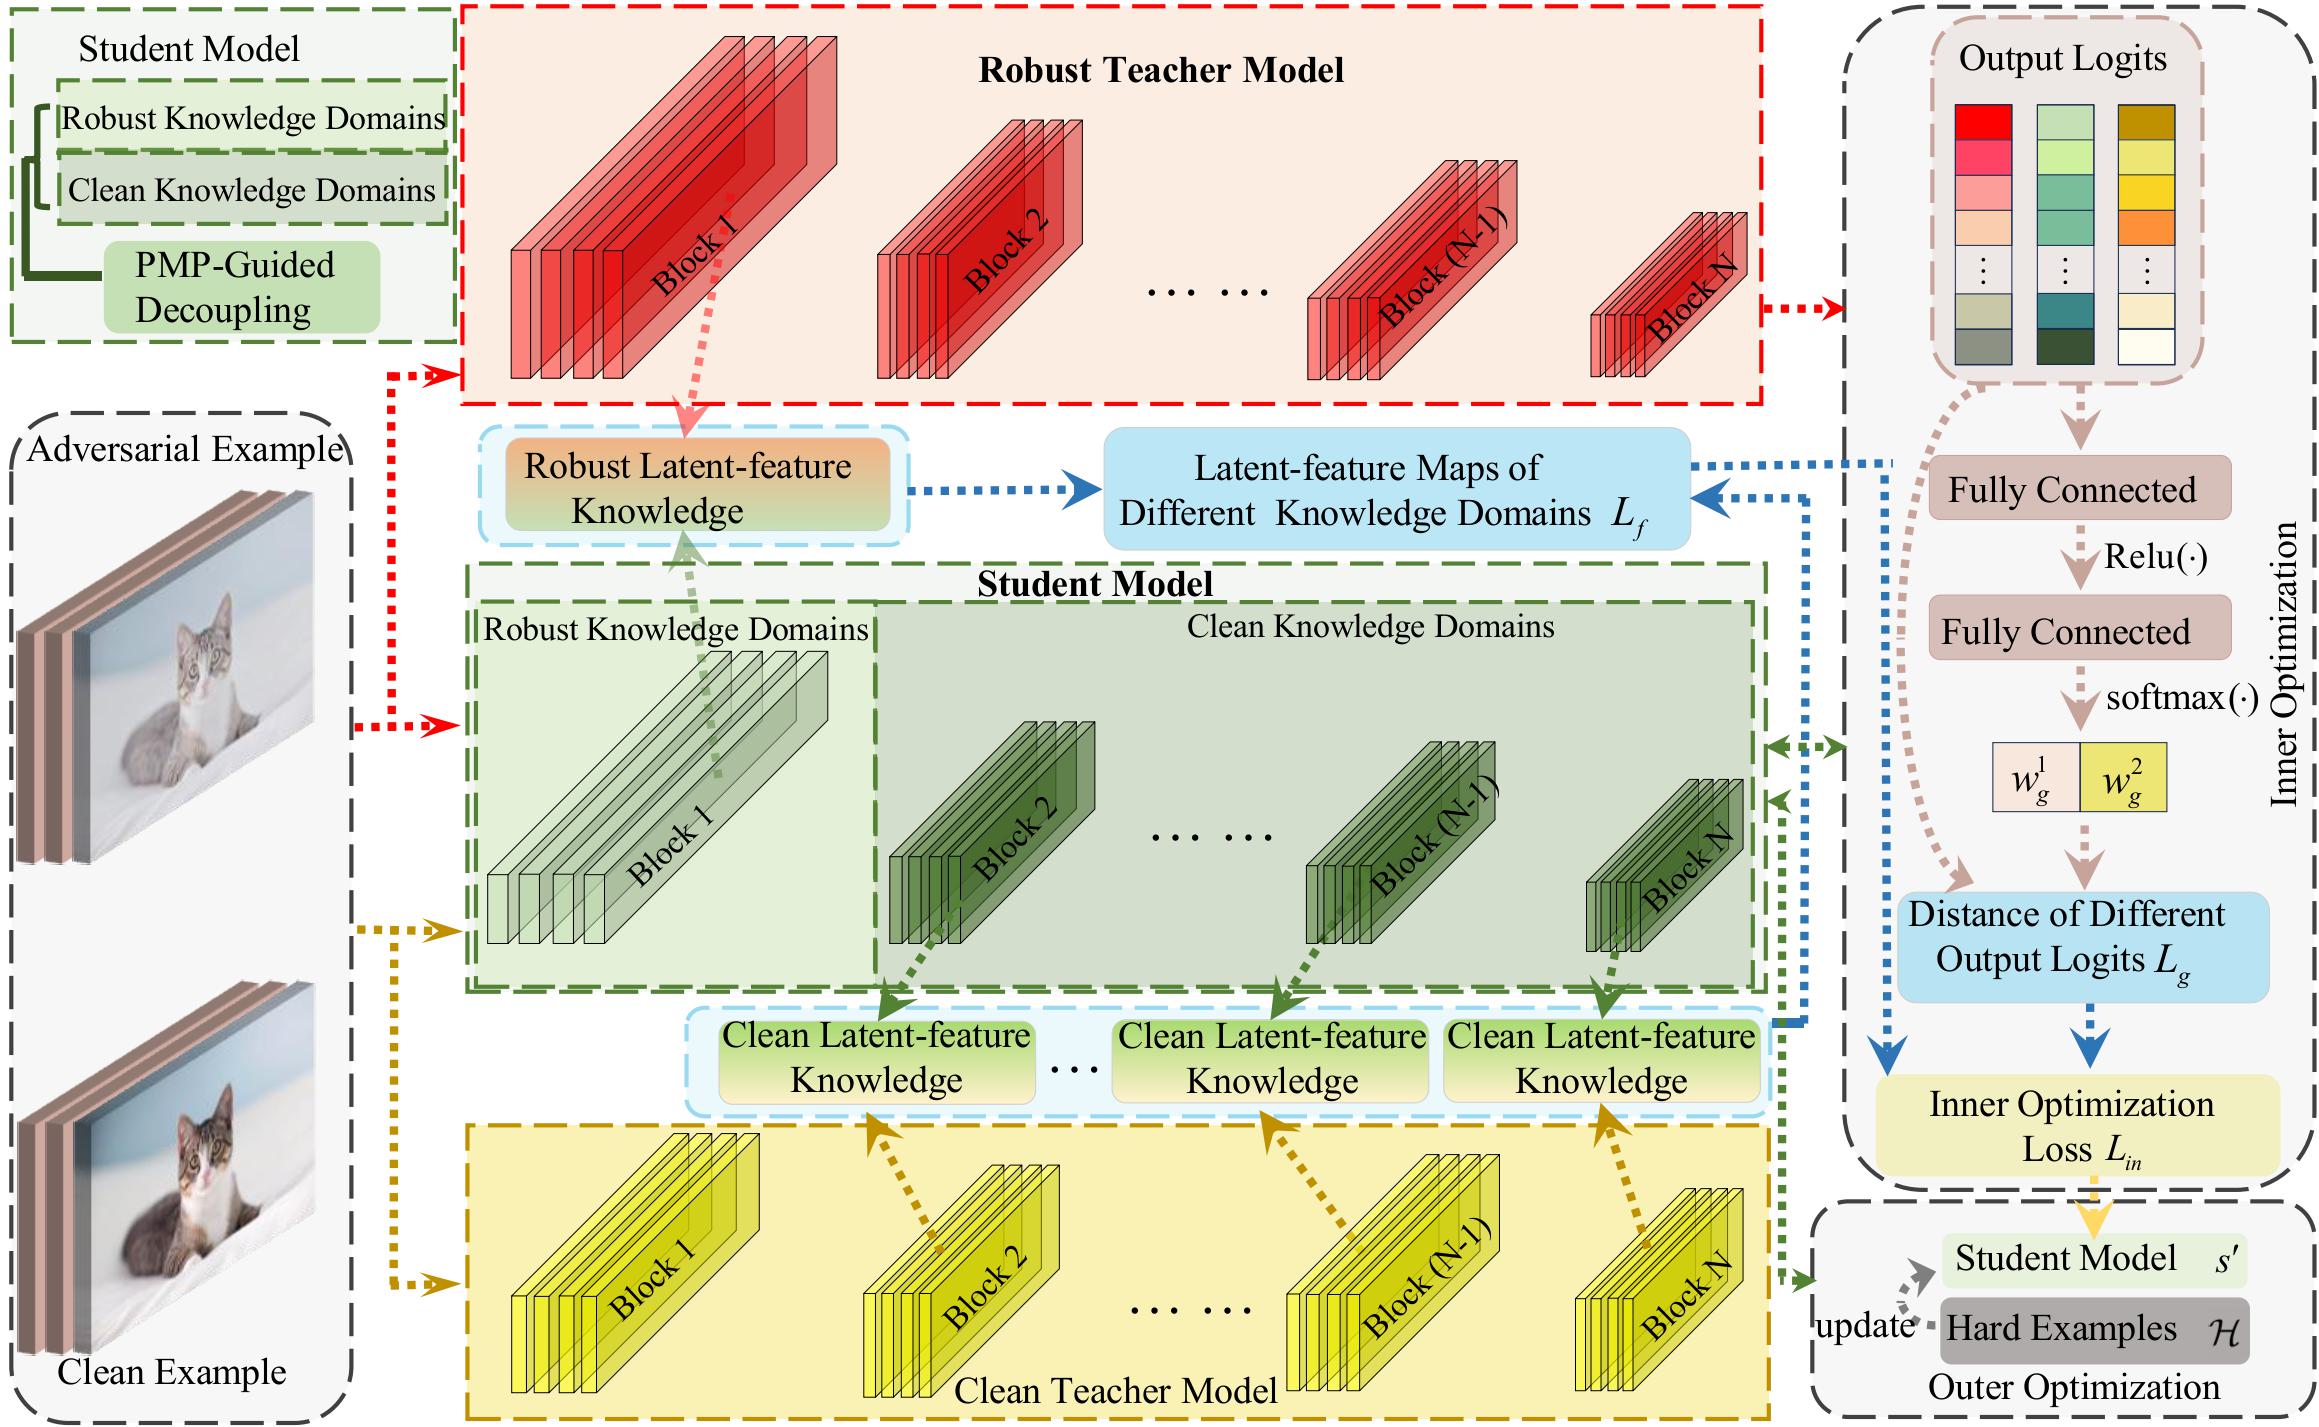 Student Model
Robust Knowledge Domains
Clean Knowledge Domains
PMP-Guided
Decoupling
Robust Teacher Model
Block 1
Block 2
… …
Block (N-1)
Block N
Output Logits
⋮ ⋮ ⋮
Adversarial Example
Clean Example
Robust Latent-feature
Knowledge
Latent-feature Maps of
Different Knowledge Domains L_f
Student Model
Robust Knowledge Domains
Clean Knowledge Domains
Block 1
Block 2
… …
Block (N-1)
Block N
Clean Latent-feature
Knowledge
…
Clean Latent-feature
Knowledge
Clean Latent-feature
Knowledge
Block 1
Block 2
… …
Block (N-1)
Block N
Clean Teacher Model
Fully Connected
Relu(·)
Fully Connected
softmax(·)
w_g^1
w_g^2
Inner Optimization
Distance of Different
Output Logits L_g
Inner Optimization
Loss L_in
Student Model s′
update
Hard Examples ℋ
Outer Optimization